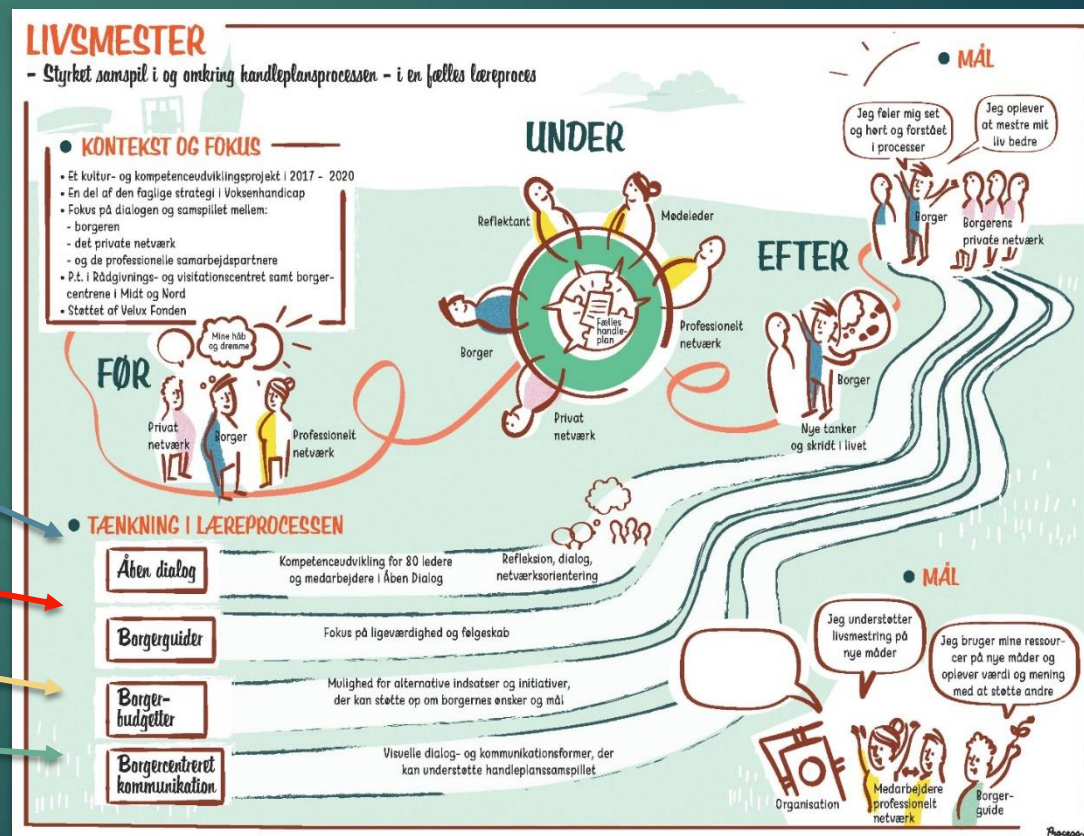 LIVSMESTER
- Styrket samspil i og omkring handleplansprocessen - i en fælles læreproces
• KONTEKST OG FOKUS
• Et kultur- og kompetenceudviklingsprojekt i 2017 - 2020
• En del af den faglige strategi i Voksenhandicap
• Fokus på dialogen og samspillet mellem:
- borgeren
- det private netværk
- og de professionelle samarbejdspartnere
• P.t. i Rådgivnings- og visitationscentret samt borger-
centrene i Midt og Nord
• Støttet af Velux Fonden
FØR
Mine håb
og drømme
Privat
netværk
Borger
Professionelt
netværk
UNDER
Reflektant
Mødeleder
Fælles
handle-
plan
Borger
Professionelt
netværk
Privat
netværk
EFTER
Borger
Nye tanker
og skridt i livet
• MÅL
Jeg føler mig set
og hørt og forstået
i processer
Jeg oplever
at mestre mit
liv bedre
Borger
Borgerens
private netværk
• TÆNKNING I LÆREPROCESSEN
Åben dialog
Kompetenceudvikling for 80 ledere
og medarbejdere i Åben Dialog
Refleksion, dialog,
netværksorientering
Borgerguider
Fokus på ligeværdighed og følgeskab
Borger-
budgetter
Mulighed for alternative indsatser og initiativer,
der kan støtte op om borgernes ønsker og mål
Borgercentreret
kommunikation
Visuelle dialog- og kommunikationsformer, der
kan understøtte handleplanssamspillet
• MÅL
Jeg understøtter
livsmestring på
nye måder
Jeg bruger mine ressour-
cer på nye måder og
oplever værdi og mening
med at støtte andre
Organisation
Medarbejdere
professionelt
netværk
Borger-
guide